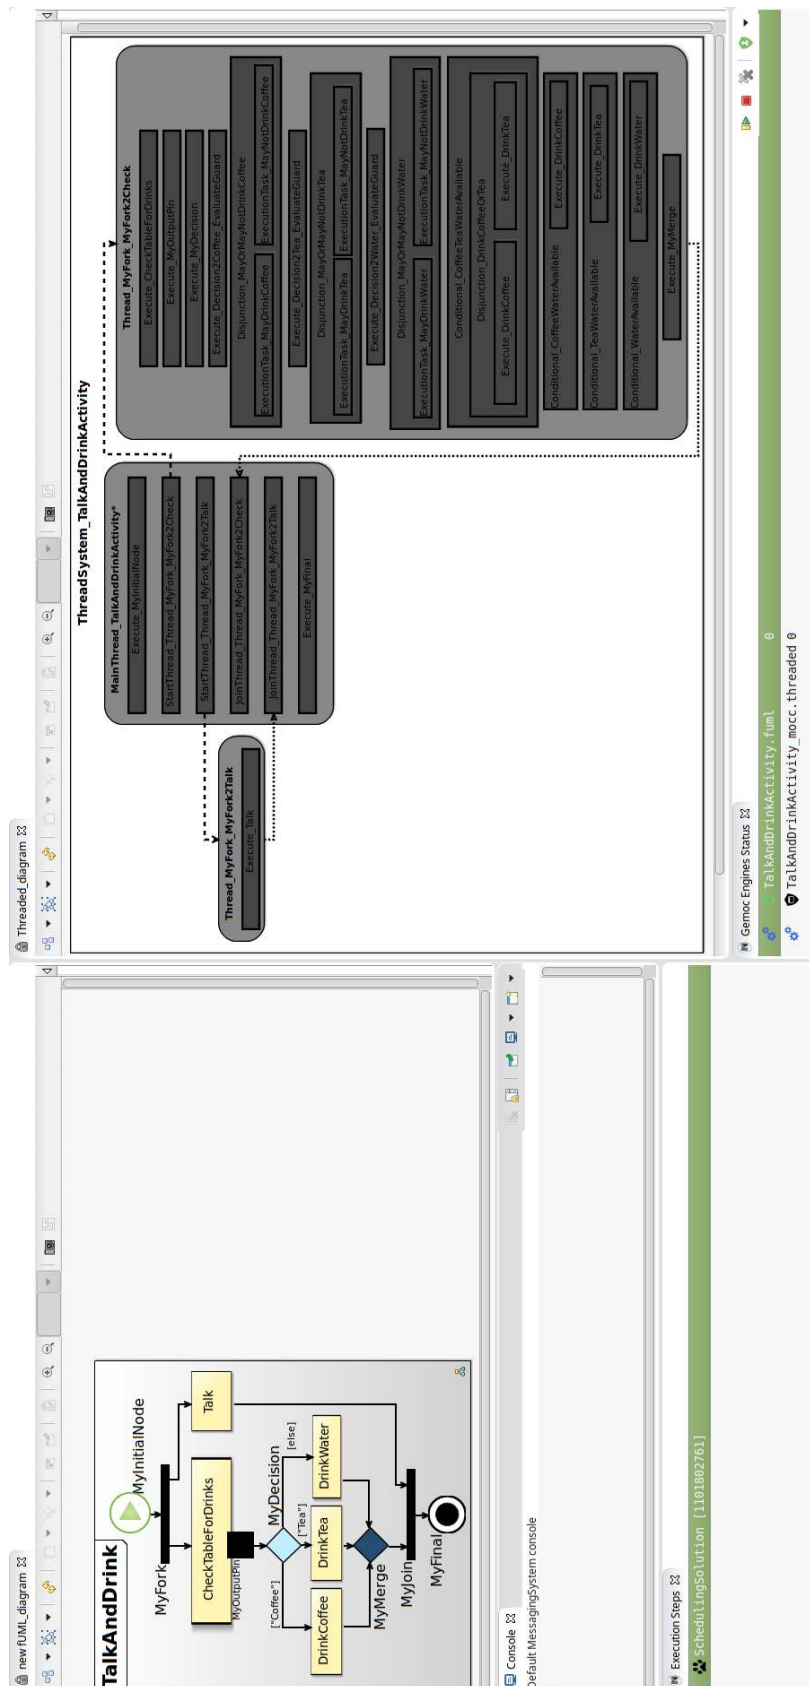 new fUML_diagram
TalkAndDrink
MyInitialNode
MyFork
CheckTableForDrinks
Talk
MyOutputPin
MyDecision
["Coffee"]
["Tea"]
[else]
DrinkCoffee
DrinkTea
DrinkWater
MyMerge
MyJoin
MyFinal
Console
Default MessagingSystem console
Execution Steps
SchedulingSolution [1101802761]
Threaded_diagram
ThreadSystem_TalkAndDrinkActivity
Thread_MyFork_MyFork2Talk
Execute_Talk
MainThread_TalkAndDrinkActivity*
Execute_MyInitialNode
StartThread_Thread_MyFork_MyFork2Check
StartThread_Thread_MyFork_MyFork2Talk
JoinThread_Thread_MyFork_MyFork2Check
JoinThread_Thread_MyFork_MyFork2Talk
Execute_MyFinal
Thread_MyFork_MyFork2Check
Execute_CheckTableForDrinks
Execute_MyOutputPin
Execute_MyDecision
Execute_Decision2Coffee_EvaluateGuard
Disjunction_MayOrMayNotDrinkCoffee
ExecutionTask_MayDrinkCoffee ExecutionTask_MayNotDrinkCoffee
Execute_Decision2Tea_EvaluateGuard
Disjunction_MayOrMayNotDrinkTea
ExecutionTask_MayDrinkTea ExecutionTask_MayNotDrinkTea
Execute_Decision2Water_EvaluateGuard
Disjunction_MayOrMayNotDrinkWater
ExecutionTask_MayDrinkWater ExecutionTask_MayNotDrinkWater
Conditional_CoffeeTeaWaterAvailable
Disjunction_DrinkCoffeeOrTea
Execute_DrinkCoffee Execute_DrinkTea
Conditional_CoffeeWaterAvailable Execute_DrinkCoffee
Conditional_TeaWaterAvailable Execute_DrinkTea
Conditional_WaterAvailable Execute_DrinkWater
Execute_MyMerge
Gemoc Engines Status
TalkAndDrinkActivity.fuml 0
TalkAndDrinkActivity_mocc.threaded 0